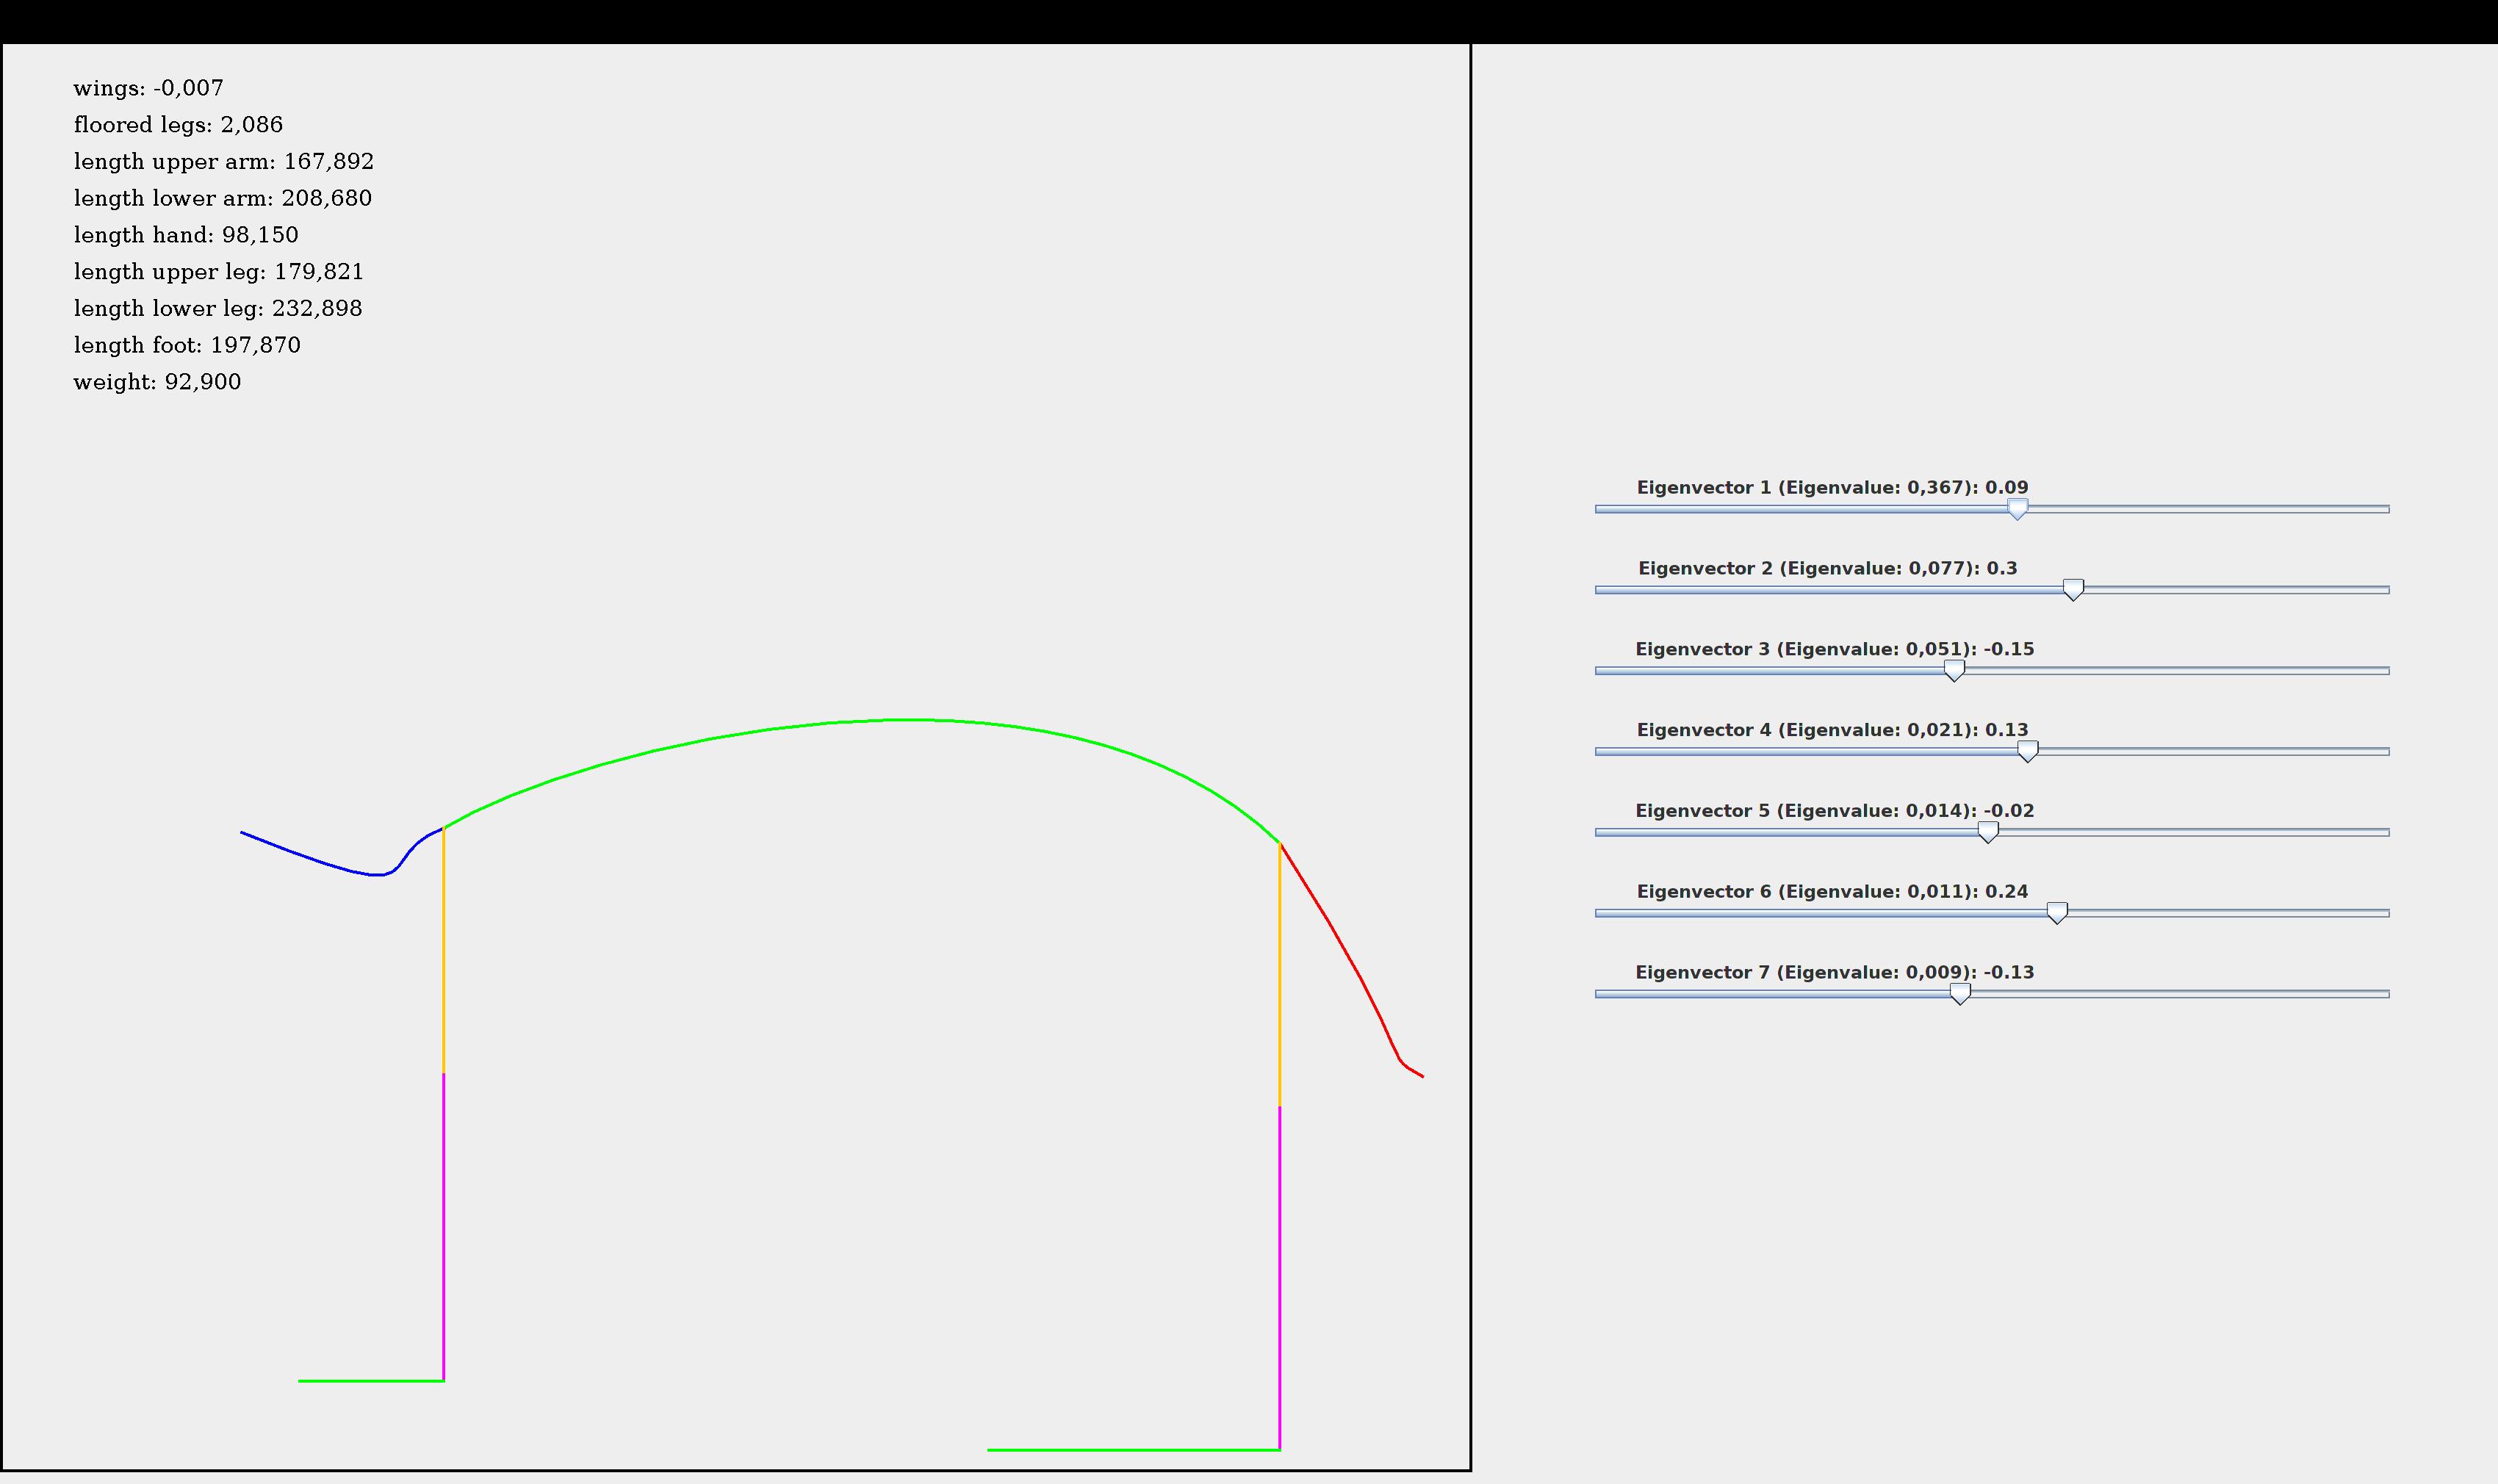 wings: -0,007
floored legs: 2,086
length upper arm: 167,892
length lower arm: 208,680
length hand: 98,150
length upper leg: 179,821
length lower leg: 232,898
length foot: 197,870
weight: 92,900
Eigenvector 1 (Eigenvalue: 0,367): 0.09
Eigenvector 2 (Eigenvalue: 0,077): 0.3
Eigenvector 3 (Eigenvalue: 0,051): -0.15
Eigenvector 4 (Eigenvalue: 0,021): 0.13
Eigenvector 5 (Eigenvalue: 0,014): -0.02
Eigenvector 6 (Eigenvalue: 0,011): 0.24
Eigenvector 7 (Eigenvalue: 0,009): -0.13